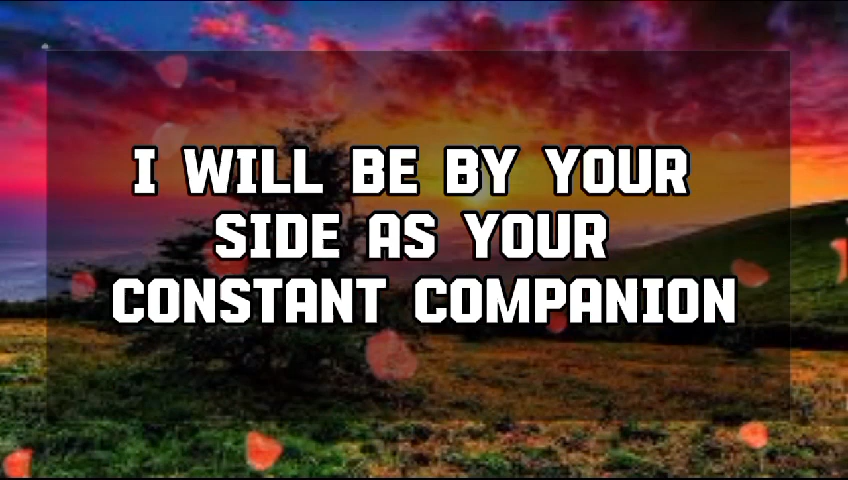 I WILL BE BY YOUR
SIDE AS YOUR
CONSTANT COMPANION